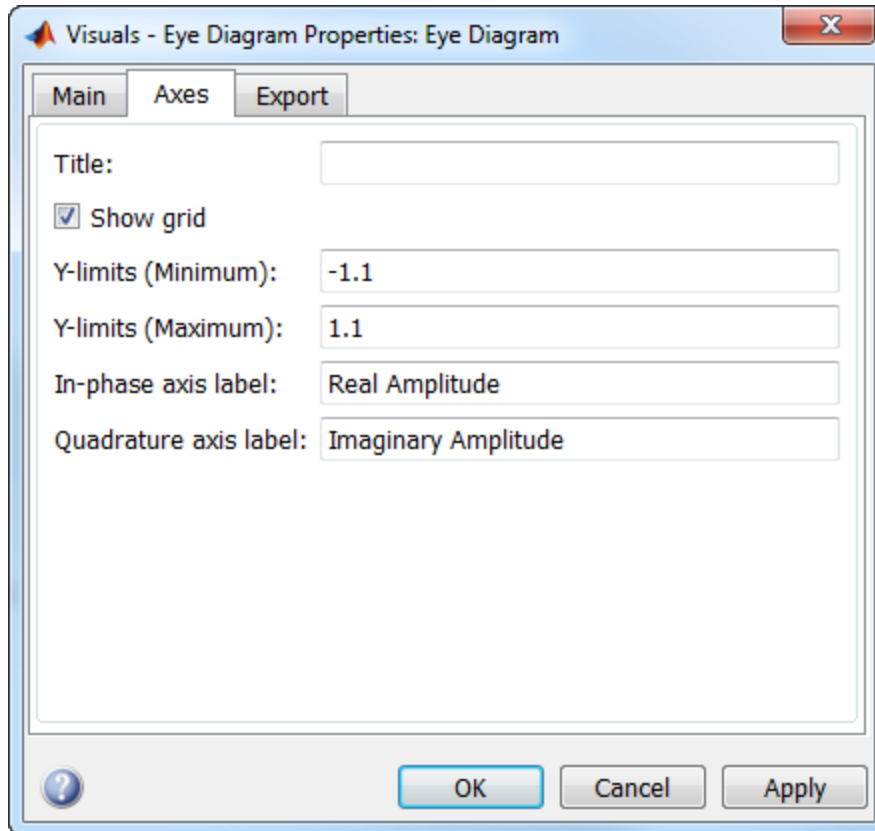 Visuals - Eye Diagram Properties: Eye Diagram
Main Axes Export
Title:
Show grid
Y-limits (Minimum): -1.1
Y-limits (Maximum): 1.1
In-phase axis label: Real Amplitude
Quadrature axis label: Imaginary Amplitude
OK Cancel Apply